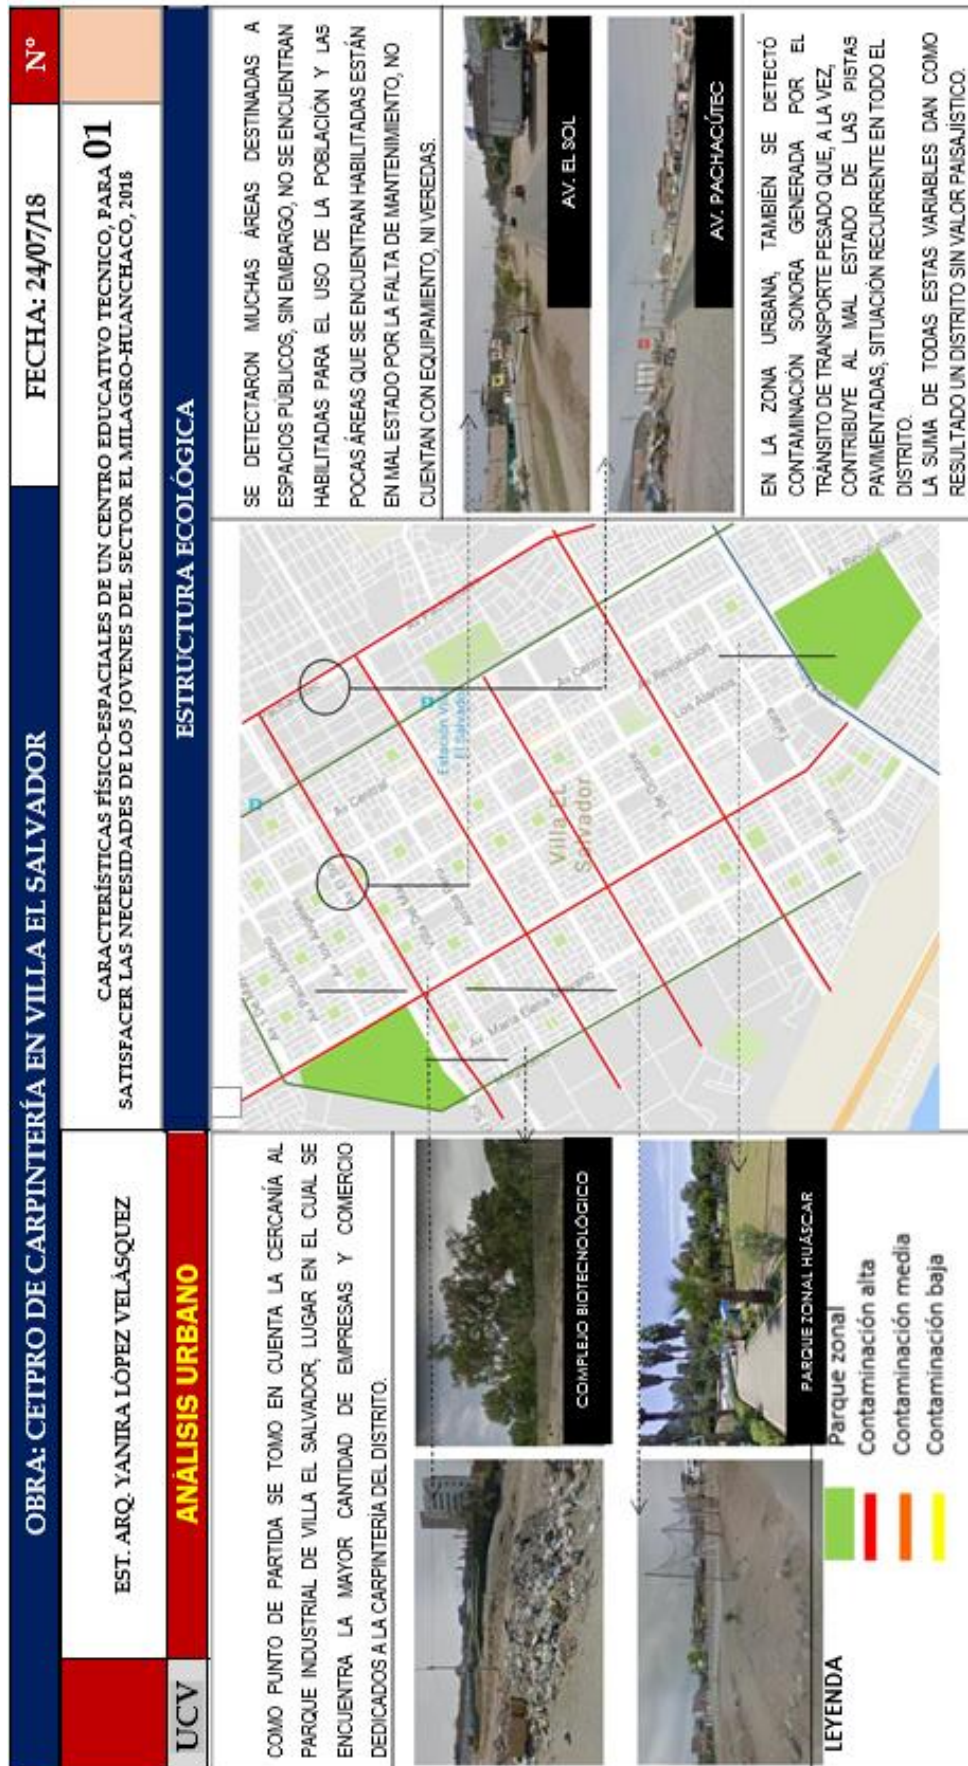 OBRA: CETPRO DE CARPINTERÍA EN VILLA EL SALVADOR
FECHA: 24/07/18
N°
EST. ARQ. YANIRA LÓPEZ VELÁSQUEZ
CARACTERÍSTICAS FÍSICO-ESPACIALES DE UN CENTRO EDUCATIVO TECNICO, PARA
SATISFACER LAS NECESIDADES DE LOS JOVENES DEL SECTOR EL MILAGRO-HUANCHACO, 2018
01
UCV
ANÁLISIS URBANO
ESTRUCTURA ECOLÓGICA
COMO PUNTO DE PARTIDA SE TOMO EN CUENTA LA CERCANÍA AL
PARQUE INDUSTRIAL DE VILLA EL SALVADOR, LUGAR EN EL CUAL SE
ENCUENTRA LA MAYOR CANTIDAD DE EMPRESAS Y COMERCIO
DEDICADOS A LA CARPINTERÍA DEL DISTRITO.
COMPLEJO BIOTECNOLÓGICO
PARQUE ZONAL HUÁSCAR
LEYENDA
Parque zonal
Contaminación alta
Contaminación media
Contaminación baja
Av. Central
Av Central
Av Revolución
Av Revolución
Los Alamos
Av. Maria Elena Moyano
Estación Villa
El Salvador
Villa EL
Salvador
SE DETECTARON MUCHAS ÁREAS DESTINADAS A
ESPACIOS PÚBLICOS, SIN EMBARGO, NO SE ENCUENTRAN
HABILITADAS PARA EL USO DE LA POBLACIÓN Y LAS
POCAS ÁREAS QUE SE ENCUENTRAN HABILITADAS ESTÁN
EN MAL ESTADO POR LA FALTA DE MANTENIMIENTO, NO
CUENTAN CON EQUIPAMIENTO, NI VEREDAS.
AV. EL SOL
AV. PACHACÚTEC
EN LA ZONA URBANA, TAMBIÉN SE DETECTÓ
CONTAMINACIÓN SONORA GENERADA POR EL
TRÁNSITO DE TRANSPORTE PESADO QUE, A LA VEZ,
CONTRIBUYE AL MAL ESTADO DE LAS PISTAS
PAVIMENTADAS, SITUACIÓN RECURRENTE EN TODO EL
DISTRITO.
LA SUMA DE TODAS ESTAS VARIABLES DAN COMO
RESULTADO UN DISTRITO SIN VALOR PAISAJÍSTICO.